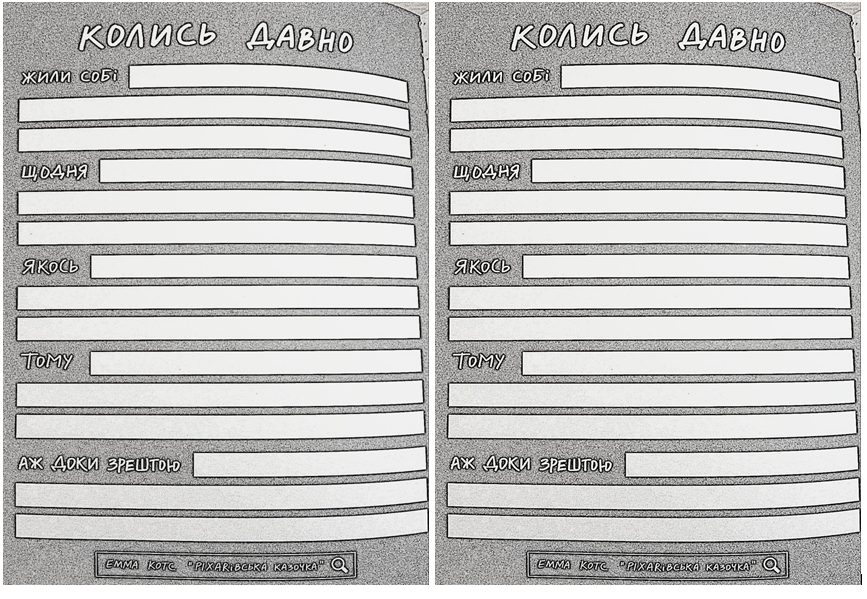 КОЛИСЬ ДАВНО
ЖИЛИ СОБІ
ЩОДНЯ
ЯКОСЬ
ТОМУ
АЖ ДОКИ ЗРЕШТОЮ
ЕММА КОТС "PIXARІВСЬКА КАЗОЧКА"
КОЛИСЬ ДАВНО
ЖИЛИ СОБІ
ЩОДНЯ
ЯКОСЬ
ТОМУ
АЖ ДОКИ ЗРЕШТОЮ
ЕММА КОТС "PIXARІВСЬКА КАЗОЧКА"